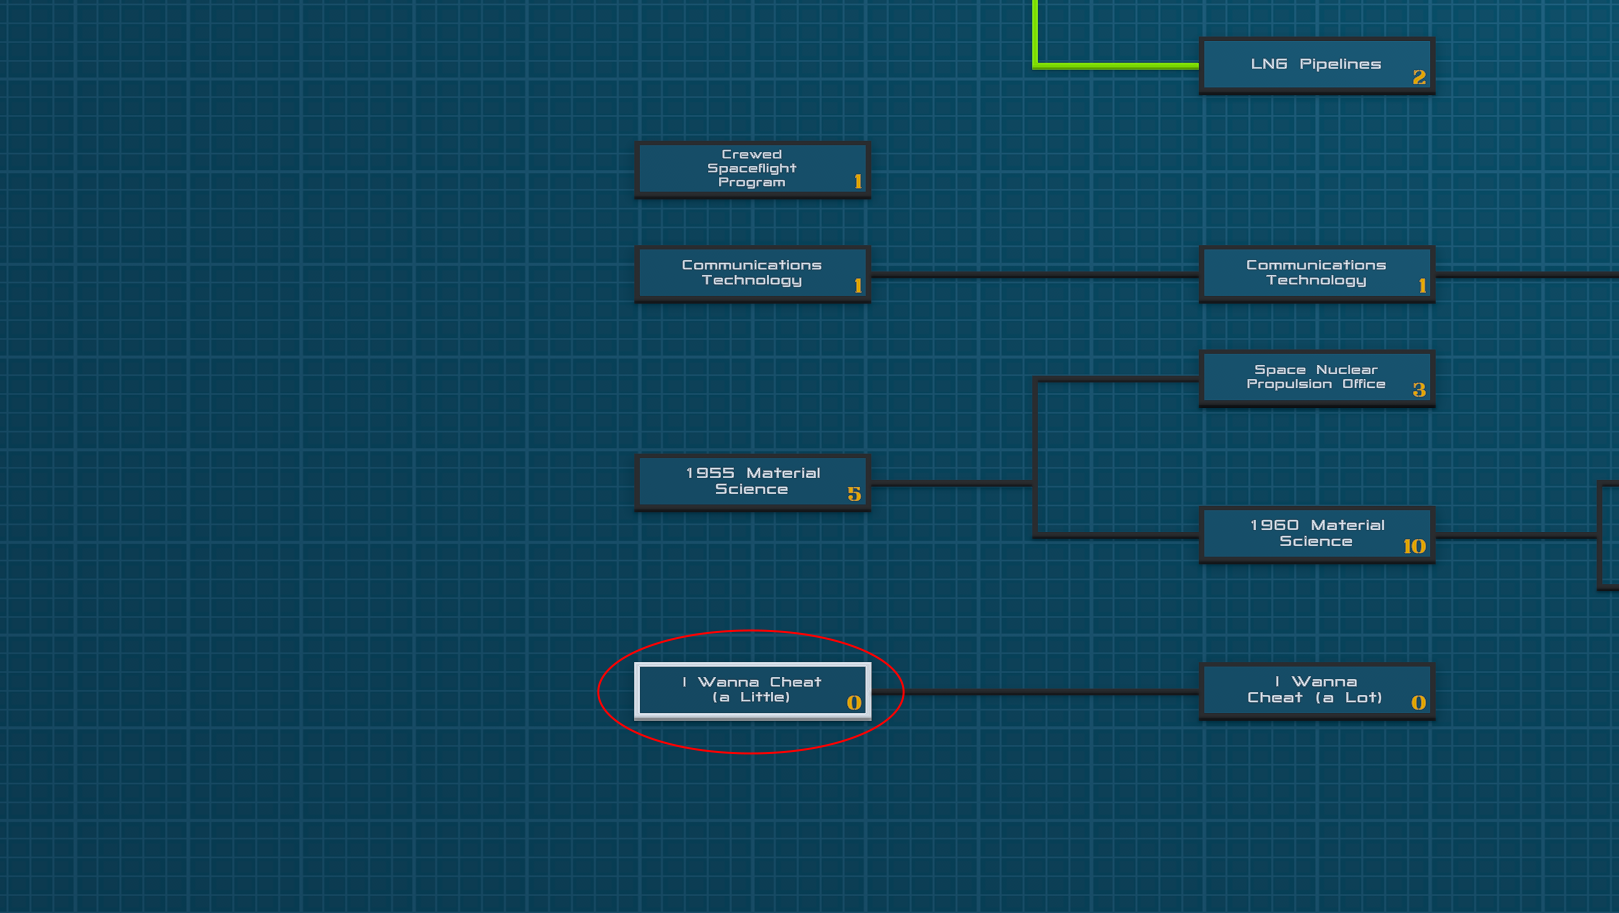 LNG Pipelines
2
Crewed
Spaceflight
Program
1
Communications
Technology
1
Communications
Technology
1
Space Nuclear
Propulsion Office
3
1955 Material
Science
5
1960 Material
Science
10
I Wanna Cheat
(a Little)
0
I Wanna
Cheat (a Lot)
0